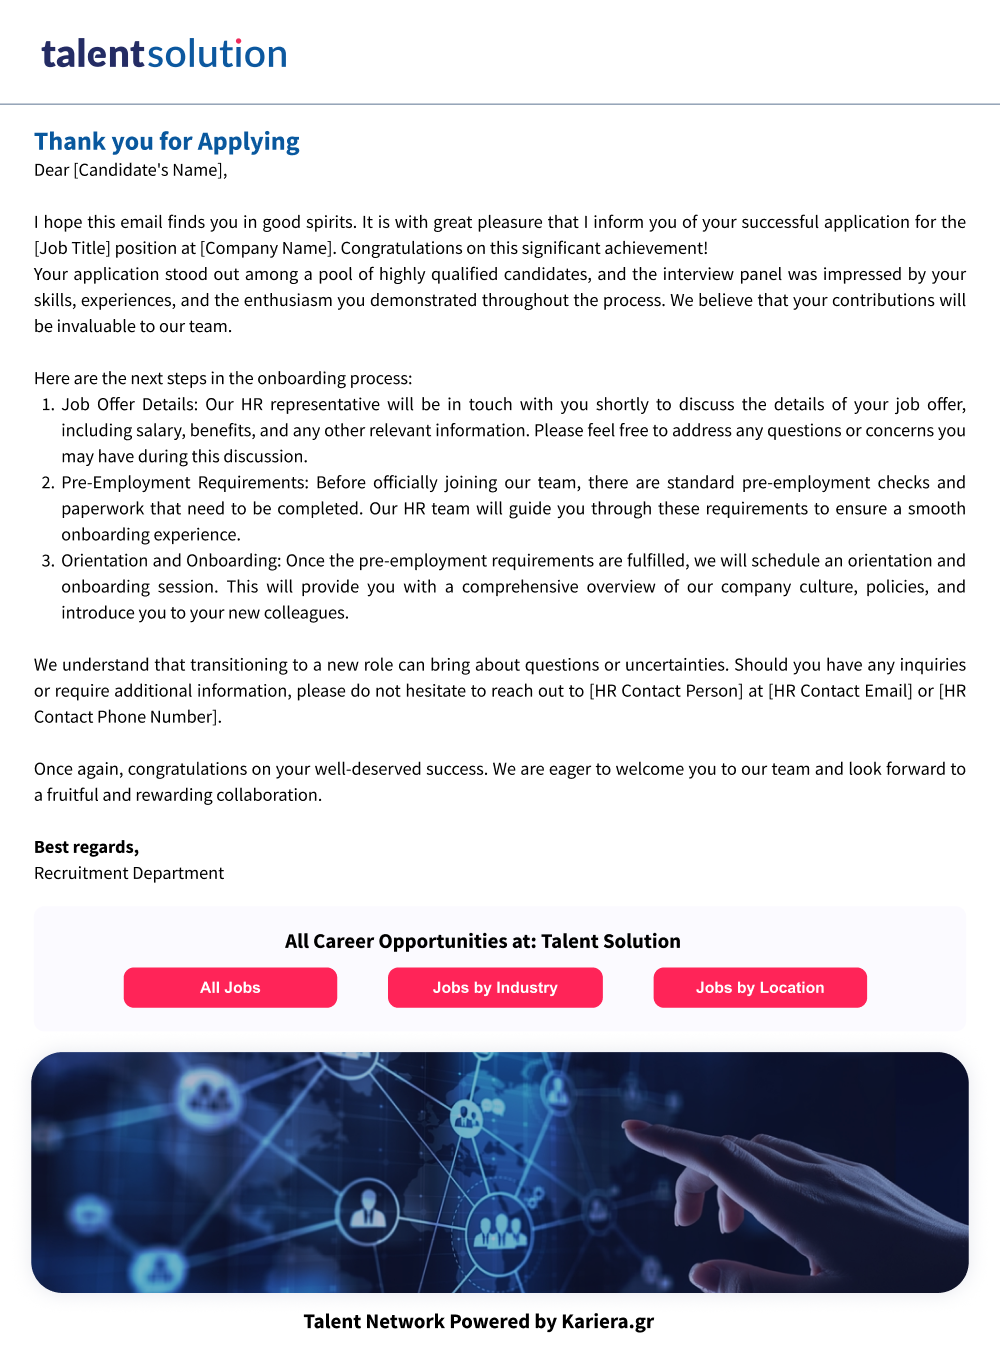 talentsolution
Thank you for Applying
Dear [Candidate's Name],
I hope this email finds you in good spirits. It is with great pleasure that I inform you of your successful application for the
[Job Title] position at [Company Name]. Congratulations on this significant achievement!
Your application stood out among a pool of highly qualified candidates, and the interview panel was impressed by your
skills, experiences, and the enthusiasm you demonstrated throughout the process. We believe that your contributions will
be invaluable to our team.
Here are the next steps in the onboarding process:
1. Job Offer Details: Our HR representative will be in touch with you shortly to discuss the details of your job offer,
including salary, benefits, and any other relevant information. Please feel free to address any questions or concerns you
may have during this discussion.
2. Pre-Employment Requirements: Before officially joining our team, there are standard pre-employment checks and
paperwork that need to be completed. Our HR team will guide you through these requirements to ensure a smooth
onboarding experience.
3. Orientation and Onboarding: Once the pre-employment requirements are fulfilled, we will schedule an orientation and
onboarding session. This will provide you with a comprehensive overview of our company culture, policies, and
introduce you to your new colleagues.
We understand that transitioning to a new role can bring about questions or uncertainties. Should you have any inquiries
or require additional information, please do not hesitate to reach out to [HR Contact Person] at [HR Contact Email] or [HR
Contact Phone Number].
Once again, congratulations on your well-deserved success. We are eager to welcome you to our team and look forward to
a fruitful and rewarding collaboration.
Best regards,
Recruitment Department
All Career Opportunities at: Talent Solution
All Jobs
Jobs by Industry
Jobs by Location
Talent Network Powered by Kariera.gr